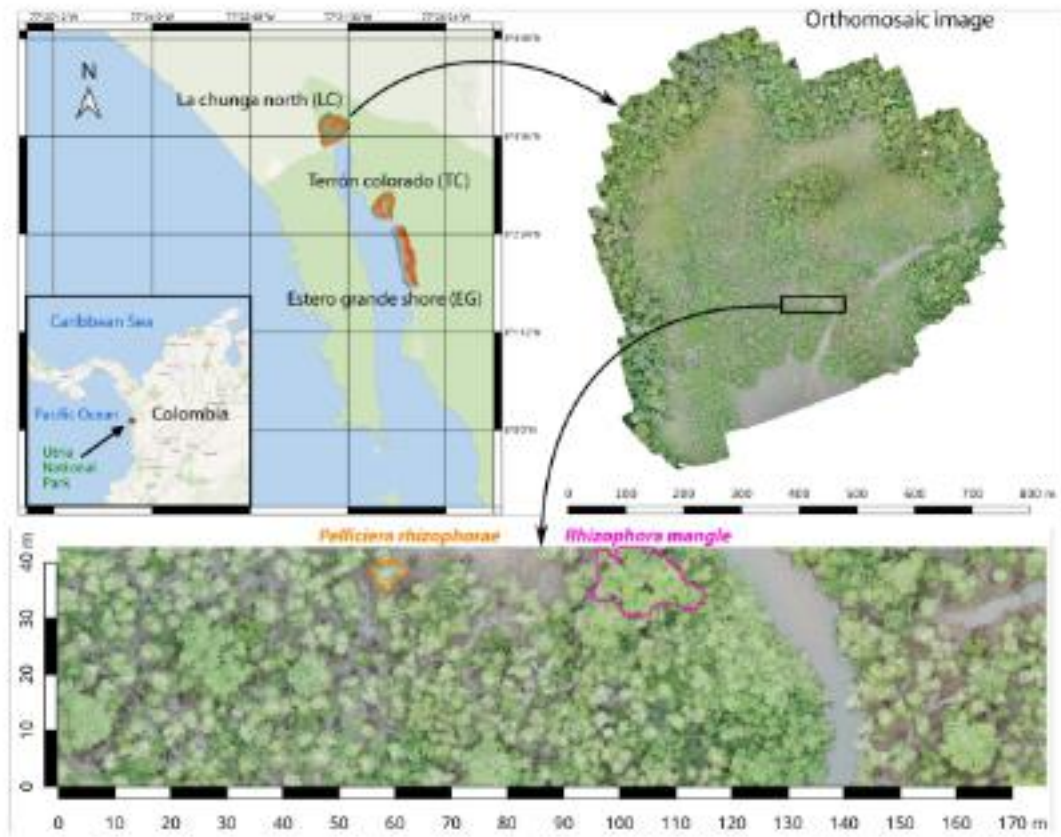 Orthomosaic image
N
La chunga north (LC)
Terrón colorado (TC)
Estero grande shore (EG)
Caribbean Sea
Pacific Ocean
Colombia
Utria
National
Park
0 100 200 300 400 500 600 700 800 m
Pelliciera rhizophorae
Rhizophora mangle
40 m
30
20
10
0
0 10 20 30 40 50 60 70 80 90 100 110 120 130 140 150 160 170 m